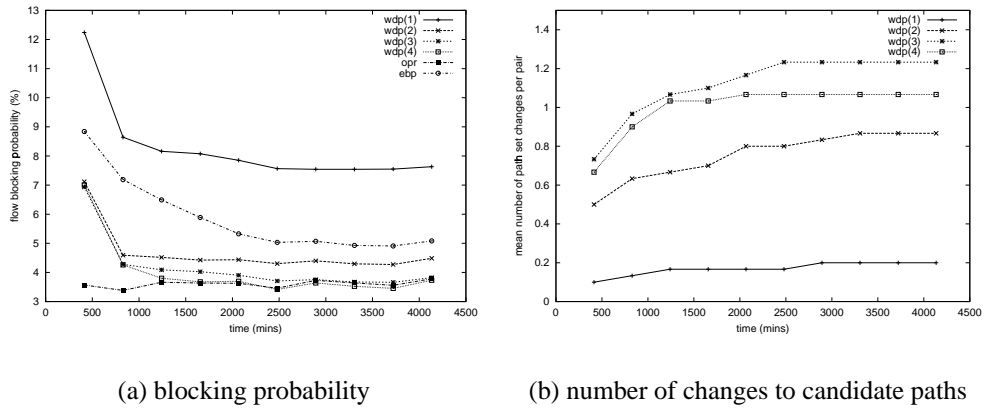 13
12
11
10
9
8
7
6
5
4
3
0 500 1000 1500 2000 2500 3000 3500 4000 4500
flow blocking probability (%)
time (mins)
wdp(1)
wdp(2)
wdp(3)
wdp(4)
opr
ebp
(a) blocking probability
1.4
1.2
1
0.8
0.6
0.4
0.2
0
0 500 1000 1500 2000 2500 3000 3500 4000 4500
mean number of path set changes per pair
time (mins)
wdp(1)
wdp(2)
wdp(3)
wdp(4)
(b) number of changes to candidate paths